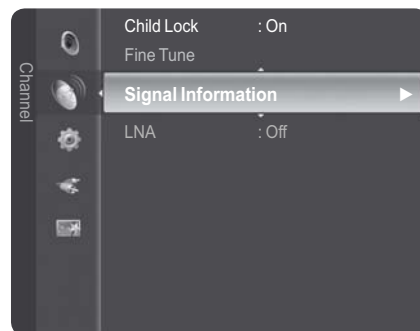 Channel
Child Lock : On
Fine Tune
Signal Information
LNA : Off